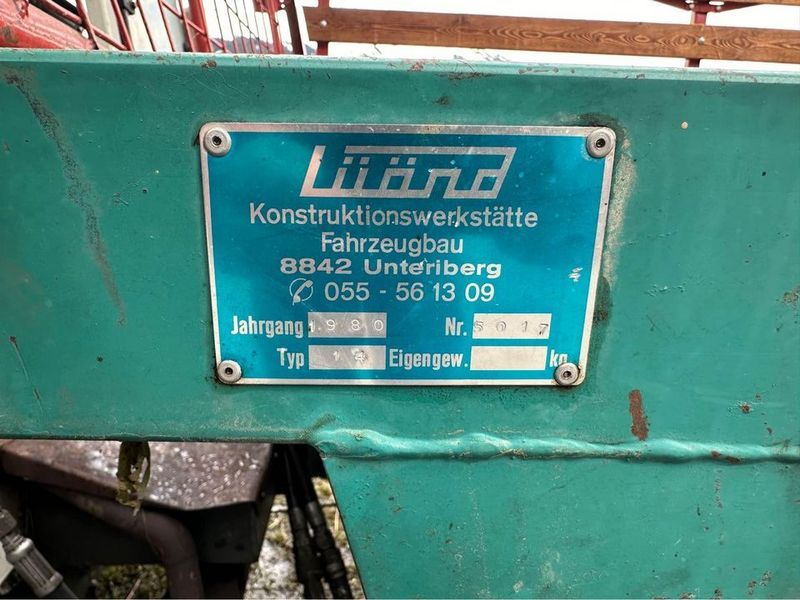 Lüönd
Konstruktionswerkstätte
Fahrzeugbau
8842 Unteriberg
055 - 56 13 09
Jahrgang 1980 Nr. 5017
Typ Eigengew. kg